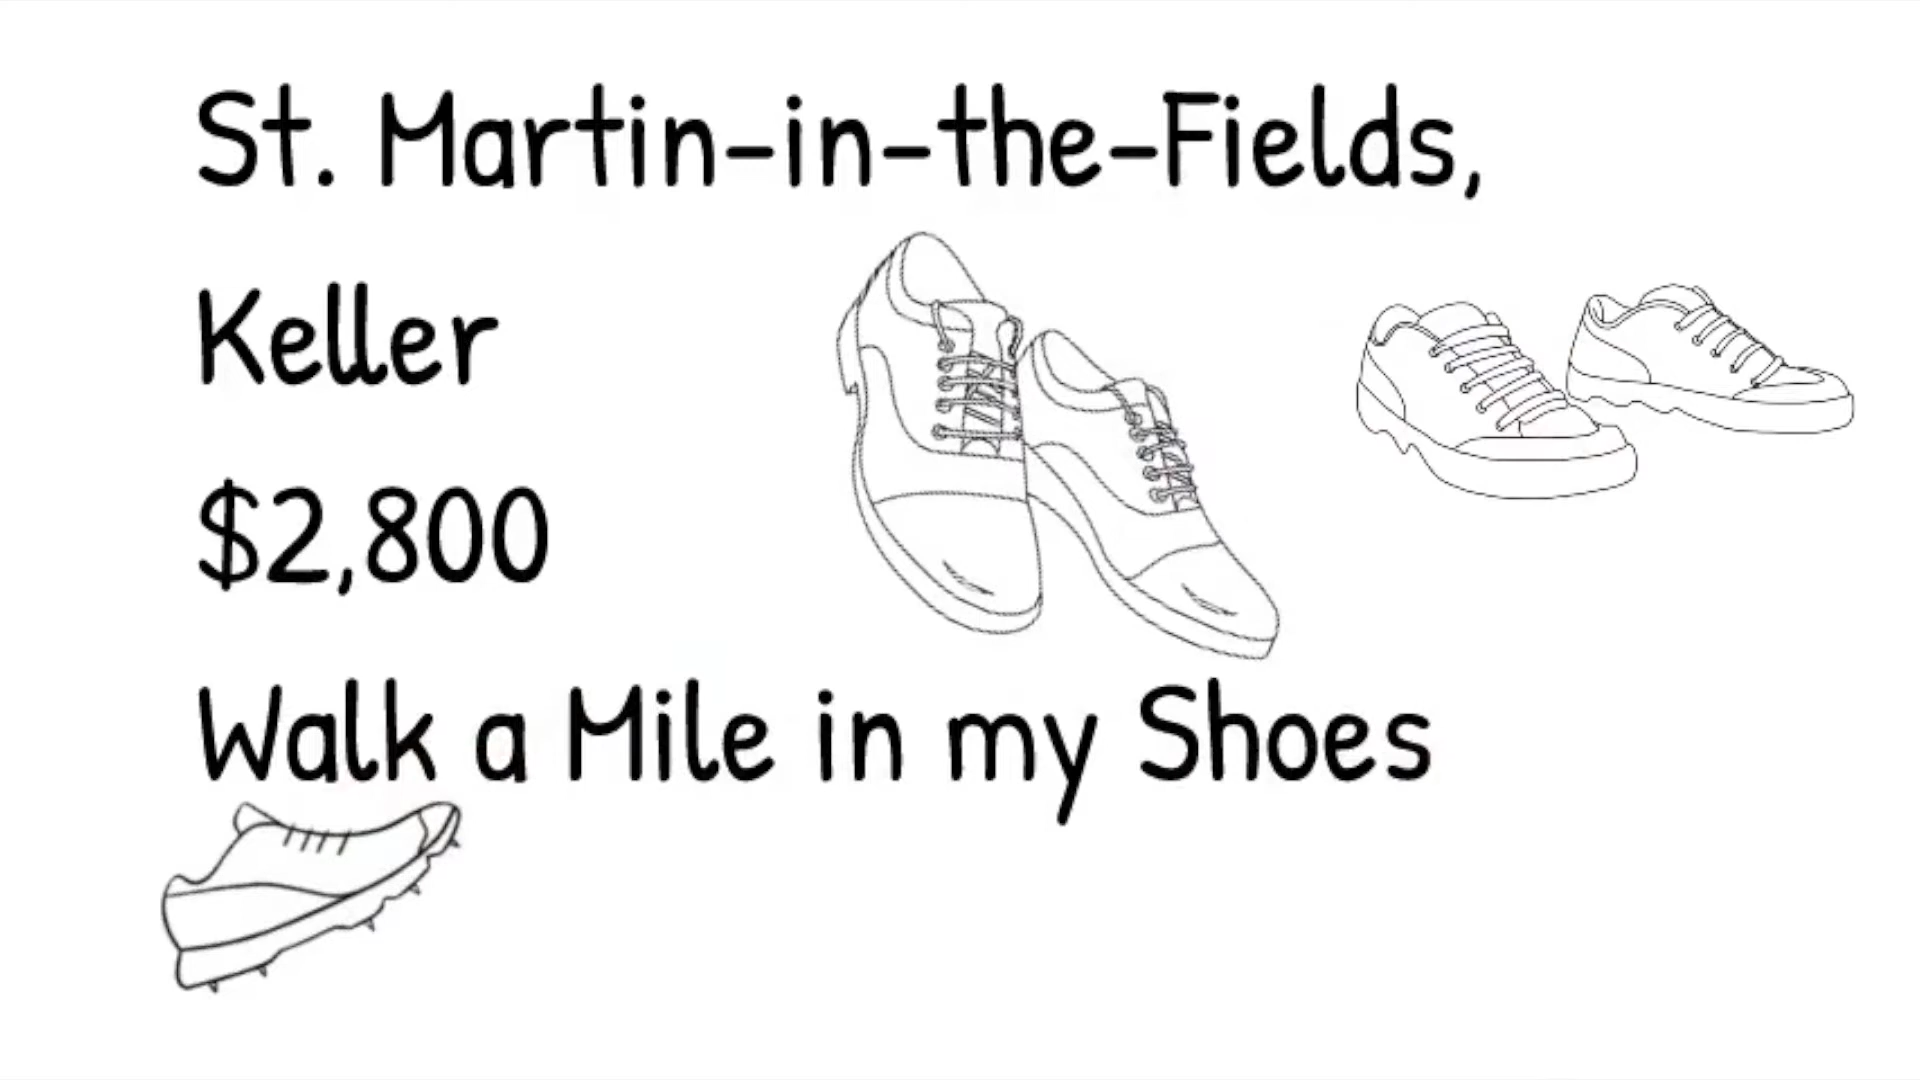 St. Martin-in-the-Fields,
Keller
$2,800
Walk a Mile in my Shoes